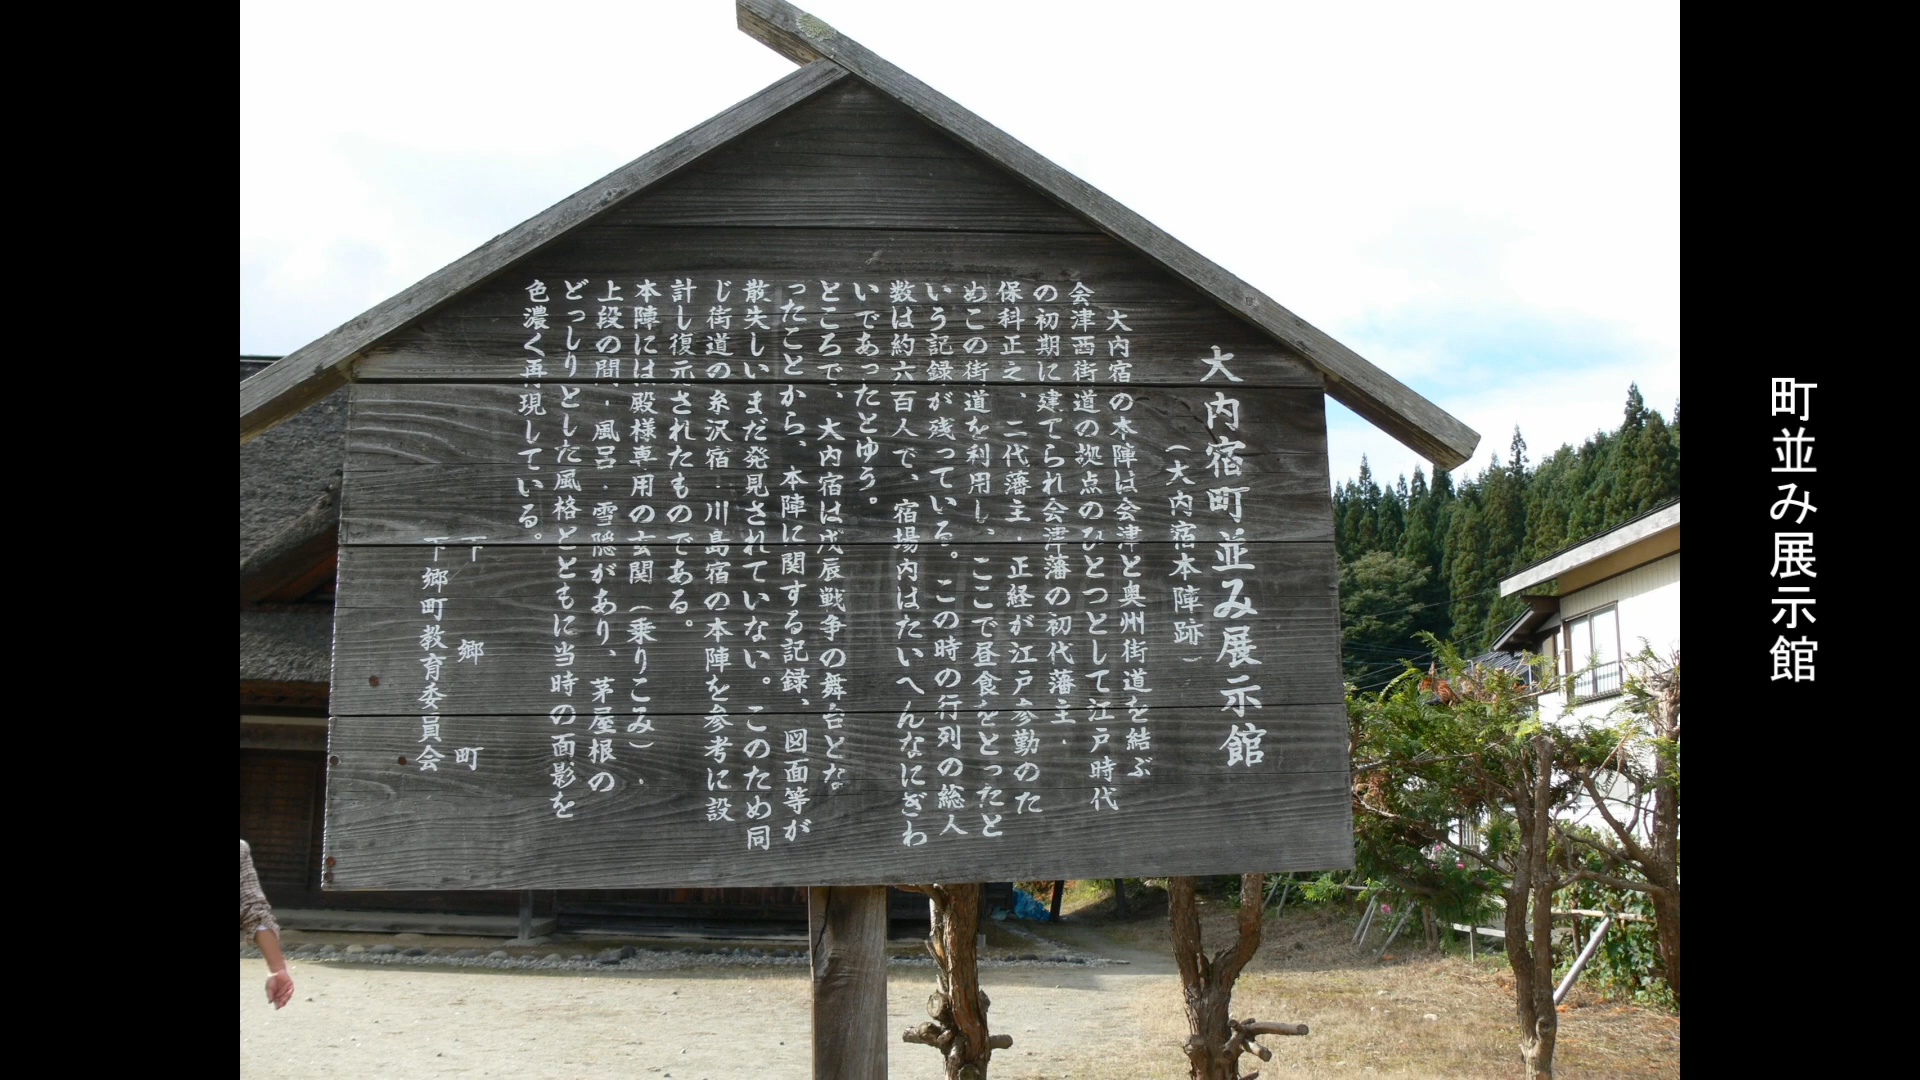 町並み展示館
大内宿町並み展示館
（大内宿本陣跡）
大内宿の本陣は会津と奥州街道を結ぶ
会津西街道の拠点のひとつとして江戸時代
の初期に建てられ会津藩の初代藩主・
保科正之、二代藩主・正経が江戸参勤のた
めこの街道を利用し、ここで昼食をとったと
いう記録が残っている。この時の行列の総人
数は約六百人で、宿場内はたいへんなにぎわ
いであったとゆう。
ところで、大内宿は戊辰戦争の舞台とな
ったことから、本陣に関する記録、図面等が
散失しいまだ発見されていない。このため同
じ街道の糸沢宿・川島宿の本陣を参考に設
計し復元されたものである。
本陣には殿様専用の玄関（乗りこみ）・
上段の間・風呂・雪隠があり、茅屋根の
どっしりとした風格とともに当時の面影を
色濃く再現している。
下郷町
下郷町教育委員会